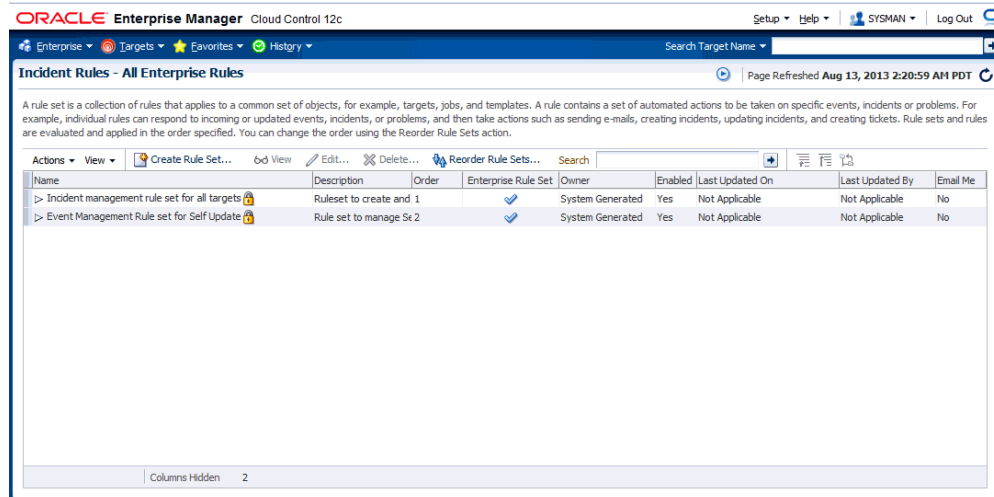 ORACLE Enterprise Manager Cloud Control 12c Setup Help SYSMAN Log Out
Enterprise Targets Favorites History Search Target Name
Incident Rules - All Enterprise Rules Page Refreshed Aug 13, 2013 2:20:59 AM PDT
A rule set is a collection of rules that applies to a common set of objects, for example, targets, jobs, and templates. A rule contains a set of automated actions to be taken on specific events, incidents or problems. For
example, individual rules can respond to incoming or updated events, incidents, or problems, and then take actions such as sending e-mails, creating incidents, updating incidents, and creating tickets. Rule sets and rules
are evaluated and applied in the order specified. You can change the order using the Reorder Rule Sets action.
Actions View Create Rule Set... View Edit... Delete... Reorder Rule Sets... Search
Name Description Order Enterprise Rule Set Owner Enabled Last Updated On Last Updated By Email Me
Incident management rule set for all targets Ruleset to create and 1 System Generated Yes Not Applicable Not Applicable No
Event Management Rule set for Self Update Rule set to manage Se 2 System Generated Yes Not Applicable Not Applicable No
Columns Hidden 2